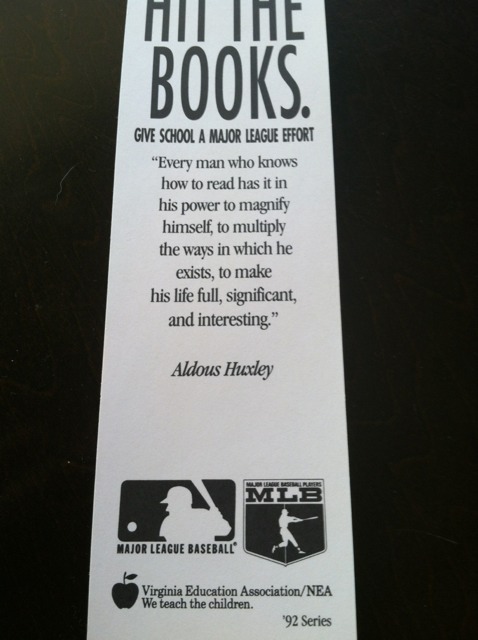 HIT THE
BOOKS.
GIVE SCHOOL A MAJOR LEAGUE EFFORT
“Every man who knows
how to read has it in
his power to magnify
himself, to multiply
the ways in which he
exists, to make
his life full, significant,
and interesting.”
Aldous Huxley
MAJOR LEAGUE BASEBALL
MAJOR LEAGUE BASEBALL PLAYERS
MLB
Virginia Education Association/NEA
We teach the children.
'92 Series